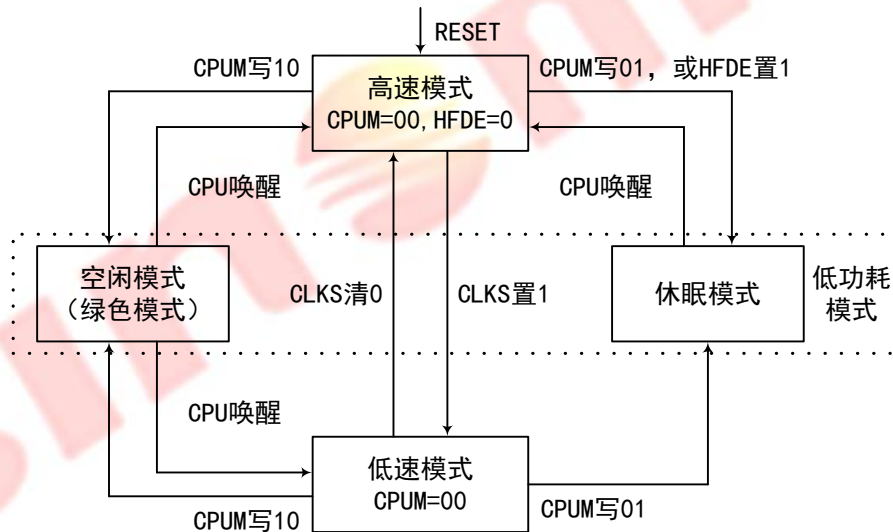 RESET
CPUM写10
高速模式
CPUM=00,HFDE=0
CPUM写01，或HFDE置1
CPU唤醒
CPU唤醒
空闲模式
（绿色模式）
CLKS清0
CLKS置1
休眠模式
低功耗
模式
CPU唤醒
低速模式
CPUM=00
CPUM写10
CPUM写01